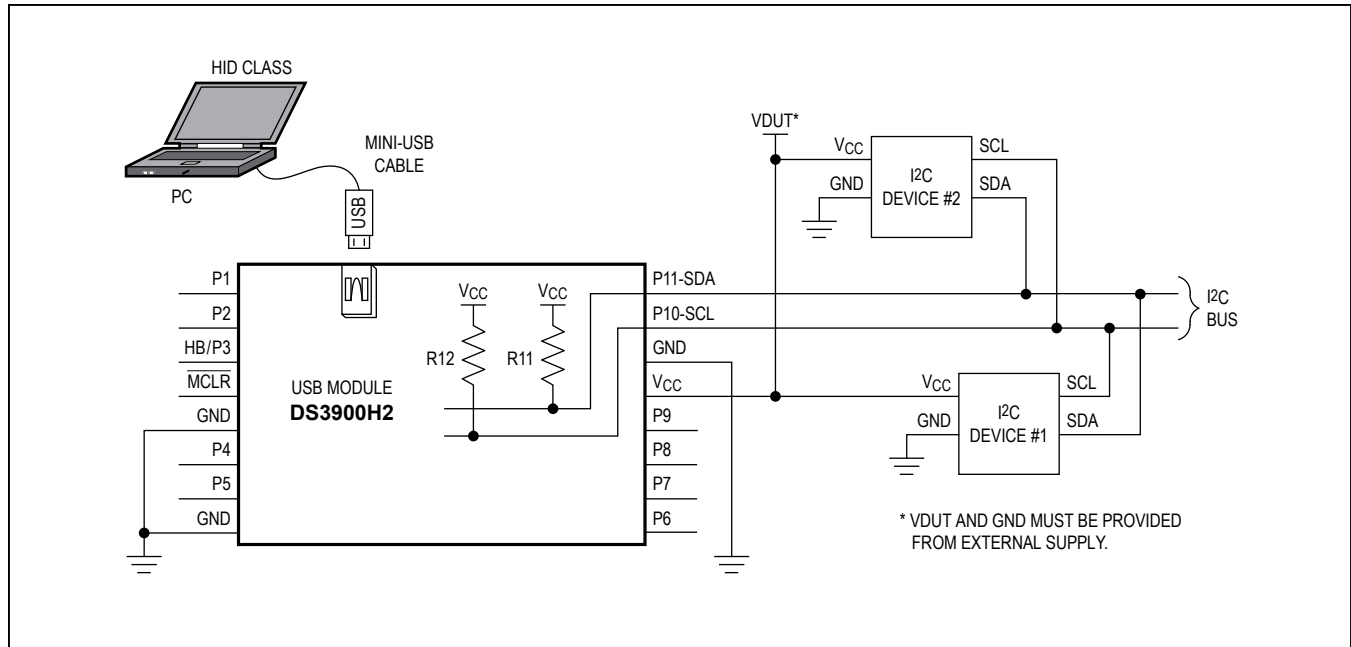 HID CLASS
MINI-USB
CABLE
PC
USB
VDUT*
VCC
SCL
GND
SDA
I2C
DEVICE #2
P1
P2
HB/P3
MCLR
GND
P4
P5
GND
VCC
VCC
R12
R11
USB MODULE
DS3900H2
P11-SDA
P10-SCL
GND
VCC
P9
P8
P7
P6
I2C
BUS
VCC
SCL
GND
SDA
I2C
DEVICE #1
* VDUT AND GND MUST BE PROVIDED
FROM EXTERNAL SUPPLY.